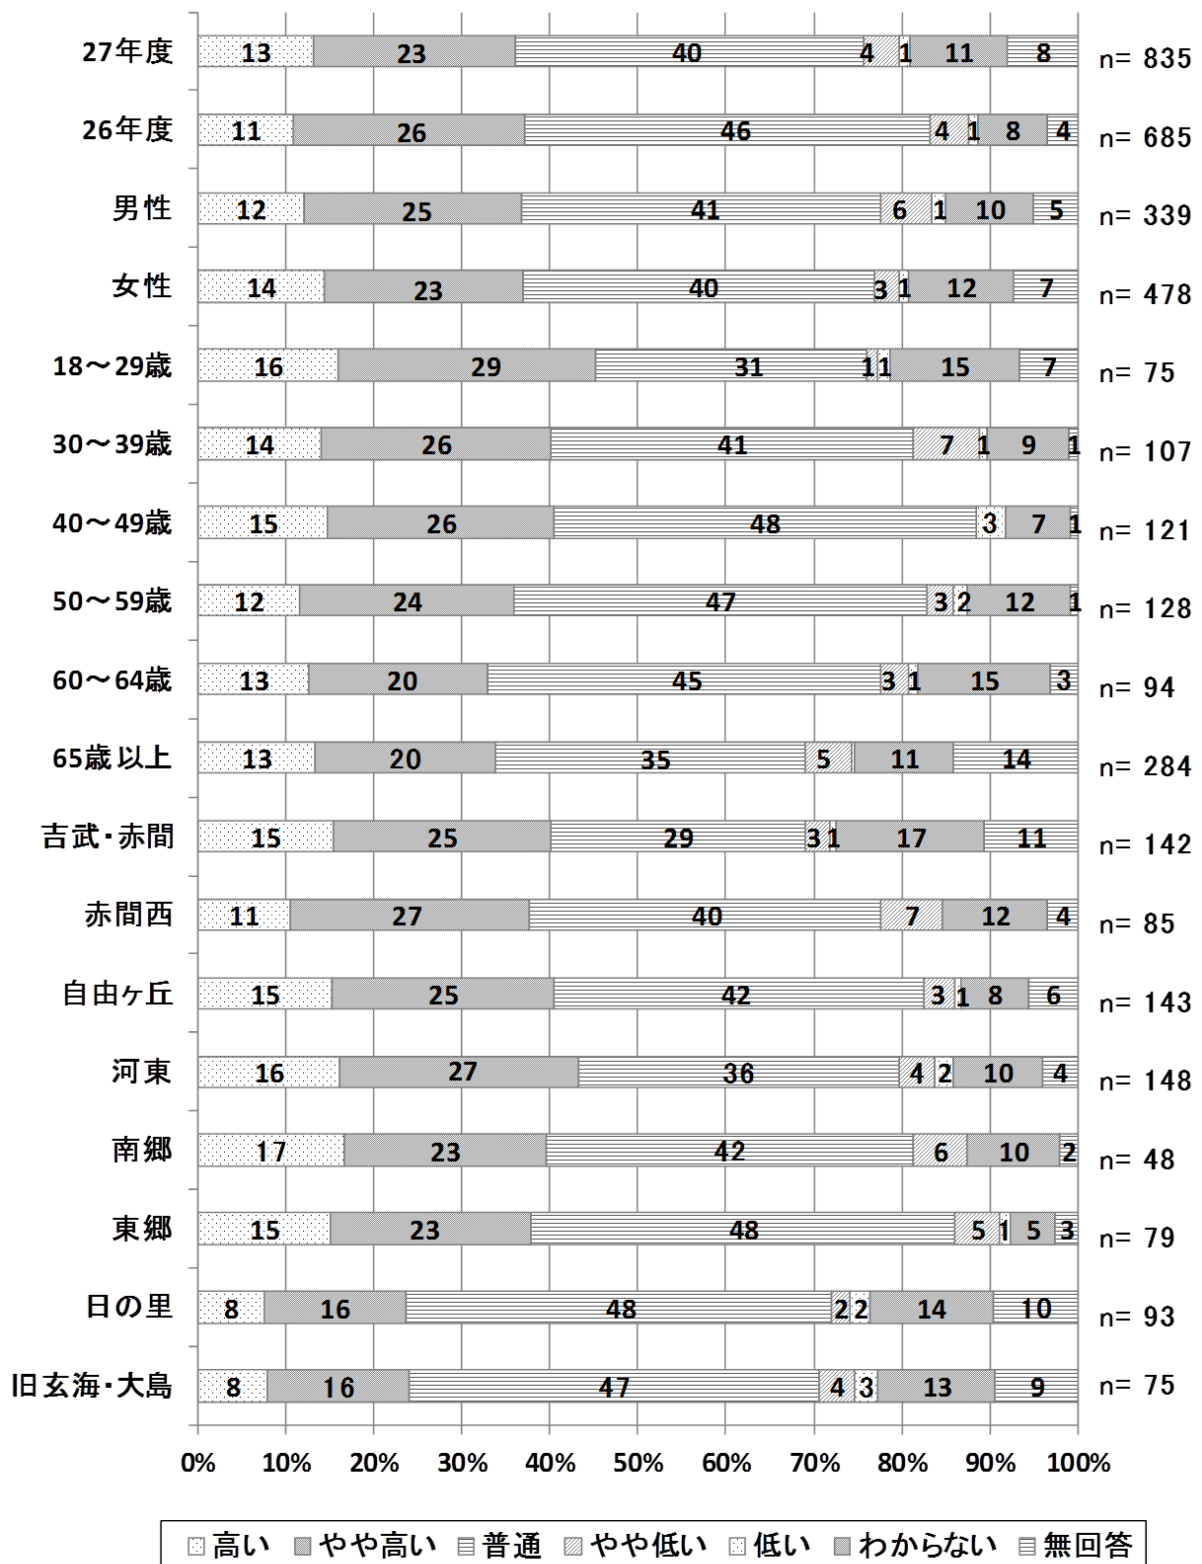 27年度 13 23 40 4 1 11 8 n= 835
26年度 11 26 46 4 1 8 4 n= 685
男性 12 25 41 6 1 10 5 n= 339
女性 14 23 40 3 1 12 7 n= 478
18～29歳 16 29 31 1 1 15 7 n= 75
30～39歳 14 26 41 7 1 9 1 n= 107
40～49歳 15 26 48 3 7 1 n= 121
50～59歳 12 24 47 3 2 12 1 n= 128
60～64歳 13 20 45 3 1 15 3 n= 94
65歳以上 13 20 35 5 11 14 n= 284
吉武・赤間 15 25 29 3 1 17 11 n= 142
赤間西 11 27 40 7 12 4 n= 85
自由ヶ丘 15 25 42 3 1 8 6 n= 143
河東 16 27 36 4 2 10 4 n= 148
南郷 17 23 42 6 10 2 n= 48
東郷 15 23 48 5 1 5 3 n= 79
日の里 8 16 48 2 2 14 10 n= 93
旧玄海・大島 8 16 47 4 3 13 9 n= 75
0% 10% 20% 30% 40% 50% 60% 70% 80% 90% 100%
高い やや高い 普通 やや低い 低い わからない 無回答